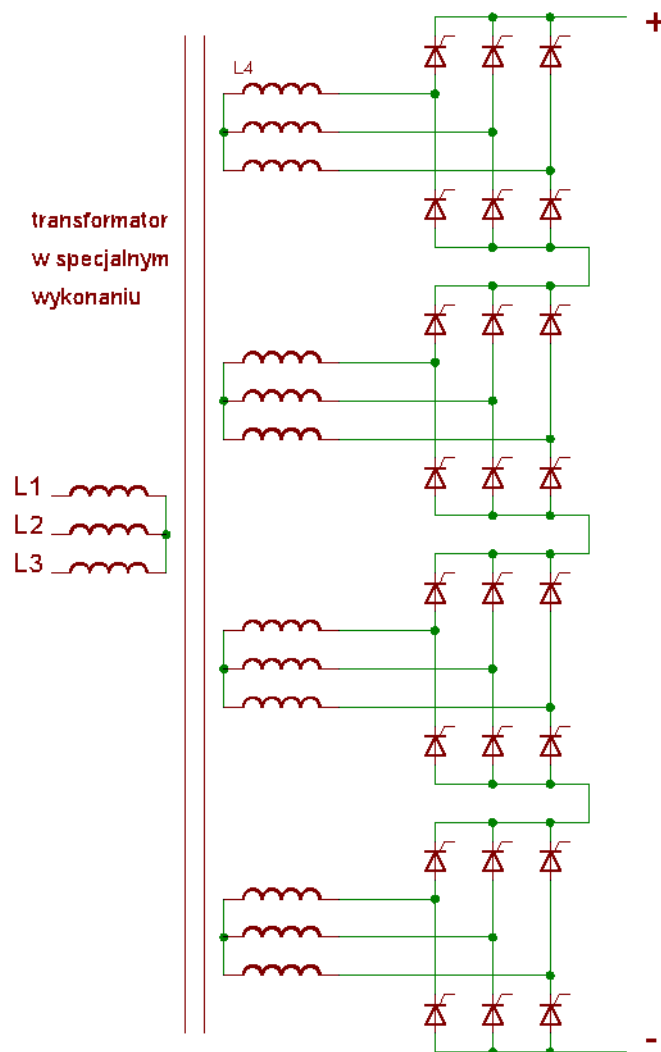 +
L4
transformator
w specjalnym
wykonaniu
L1
L2
L3
-